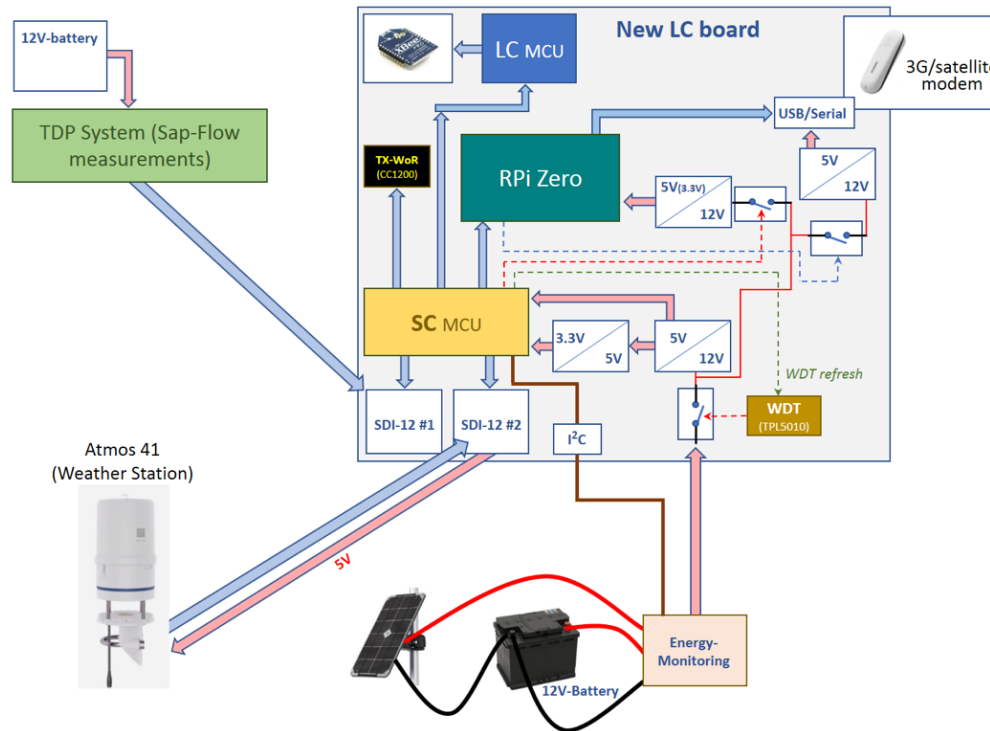 12V-battery
New LC board
XBee
LC MCU
3G/satellite
modem
USB/Serial
TDP System (Sap-Flow
measurements)
TX-WoR
(CC1200)
RPi Zero
5V(3.3V)
12V
5V
12V
SC MCU
3.3V
5V
5V
12V
WDT refresh
WDT
(TPL5010)
SDI-12 #1
SDI-12 #2
I²C
Atmos 41
(Weather Station)
5V
Energy-
Monitoring
12V-Battery